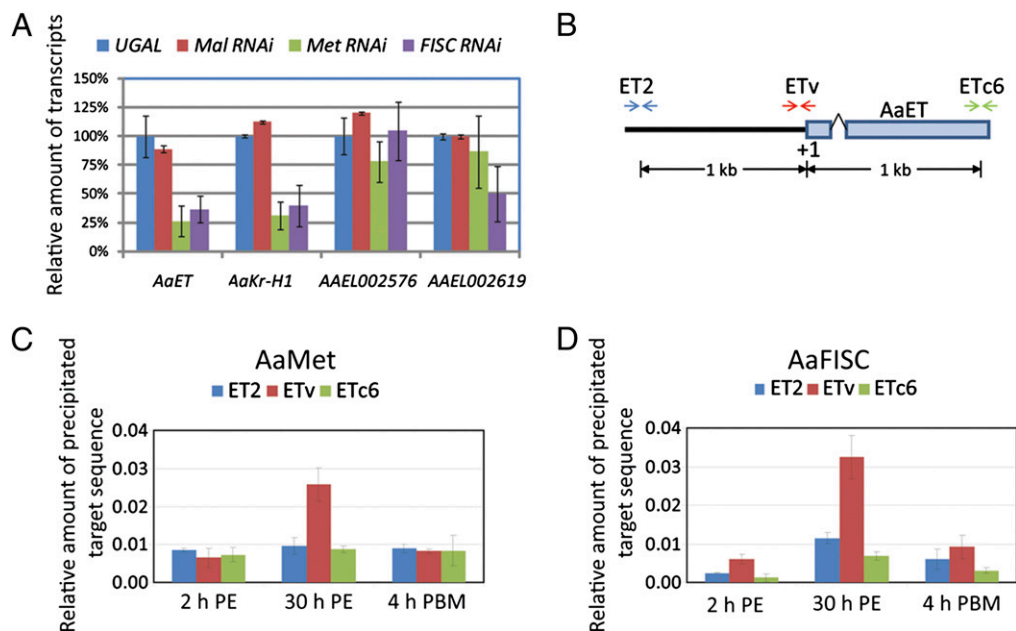 A
UGAL Mal RNAi Met RNAi FISC RNAi
Relative amount of transcripts
150%
125%
100%
75%
50%
25%
0%
AaET AaKr-H1 AAEL002576 AAEL002619
B
ET2 ETv ETc6
AaET
+1
1 kb 1 kb
C
AaMet
ET2 ETv ETc6
Relative amount of precipitated
target sequence
0.04
0.03
0.02
0.01
0.00
2 h PE 30 h PE 4 h PBM
D
AaFISC
ET2 ETv ETc6
Relative amount of precipitated
target sequence
0.04
0.03
0.02
0.01
0.00
2 h PE 30 h PE 4 h PBM